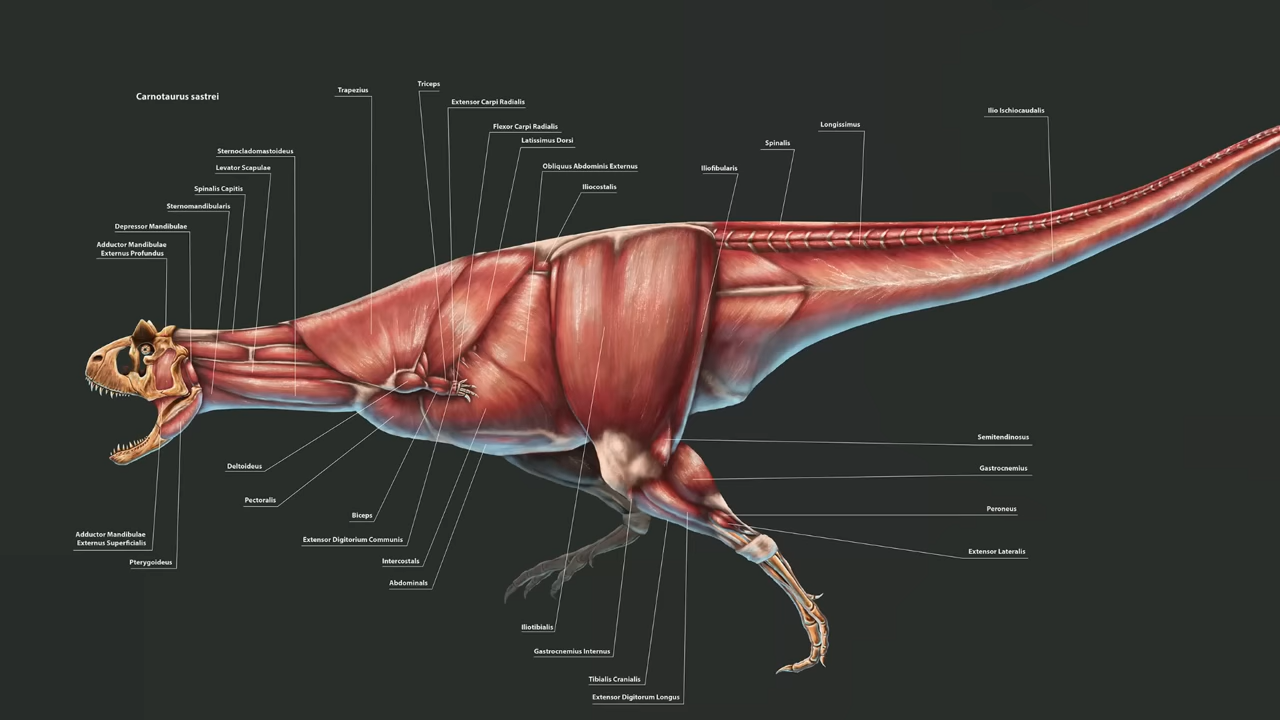 Carnotaurus sastrei
Trapezius
Triceps
Extensor Carpi Radialis
Flexor Carpi Radialis
Latissimus Dorsi
Obliquus Abdominis Externus
Iliocostalis
Iliofibularis
Spinalis
Longissimus
Ilio Ischiocaudalis
Sternocladomastoideus
Levator Scapulae
Spinalis Capitis
Sternomandibularis
Depressor Mandibulae
Adductor Mandibulae
Externus Profundus
Semitendinosus
Gastrocnemius
Peroneus
Extensor Lateralis
Deltoideus
Pectoralis
Biceps
Extensor Digitorium Communis
Intercostals
Abdominals
Adductor Mandibulae
Externus Superficialis
Pterygoideus
Iliotibialis
Gastrocnemius Internus
Tibialis Cranialis
Extensor Digitorum Longus